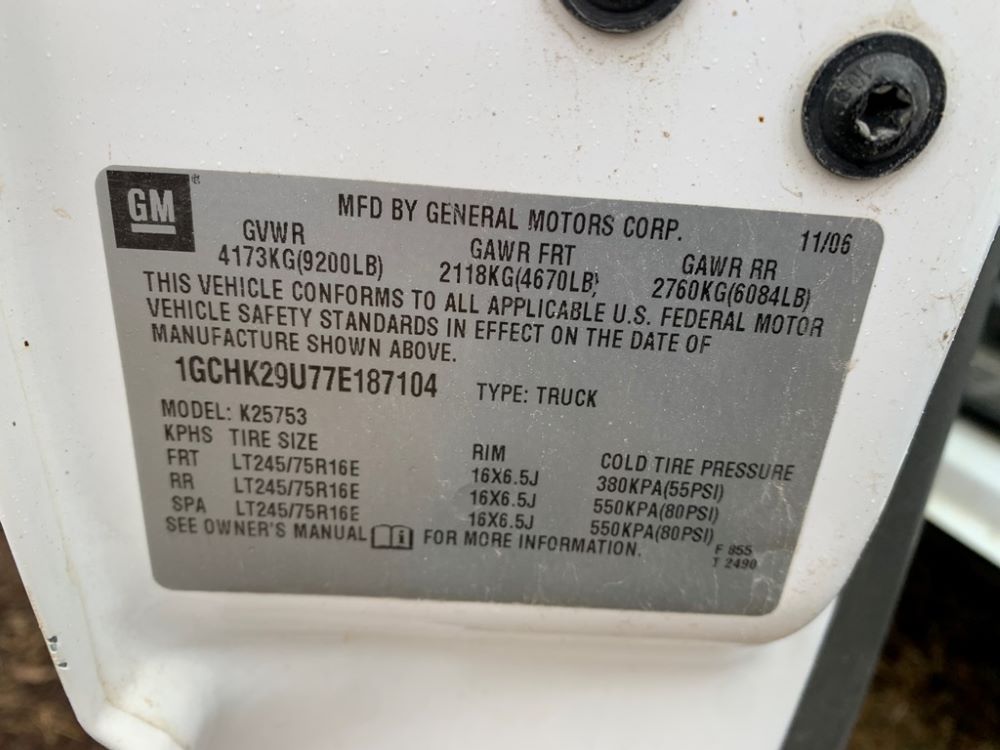 GM
MFD BY GENERAL MOTORS CORP. 11/06
GVWR GAWR FRT GAWR RR
4173KG(9200LB) 2118KG(4670LB) 2760KG(6084LB)
THIS VEHICLE CONFORMS TO ALL APPLICABLE U.S. FEDERAL MOTOR
VEHICLE SAFETY STANDARDS IN EFFECT ON THE DATE OF
MANUFACTURE SHOWN ABOVE.
1GCHK29U77E187104 TYPE: TRUCK
MODEL: K25753
KPHS TIRE SIZE RIM COLD TIRE PRESSURE
FRT LT245/75R16E 16X6.5J 380KPA(55PSI)
RR LT245/75R16E 16X6.5J 550KPA(80PSI)
SPA LT245/75R16E 16X6.5J 550KPA(80PSI)
SEE OWNER'S MANUAL i FOR MORE INFORMATION.
F 855
T 2490